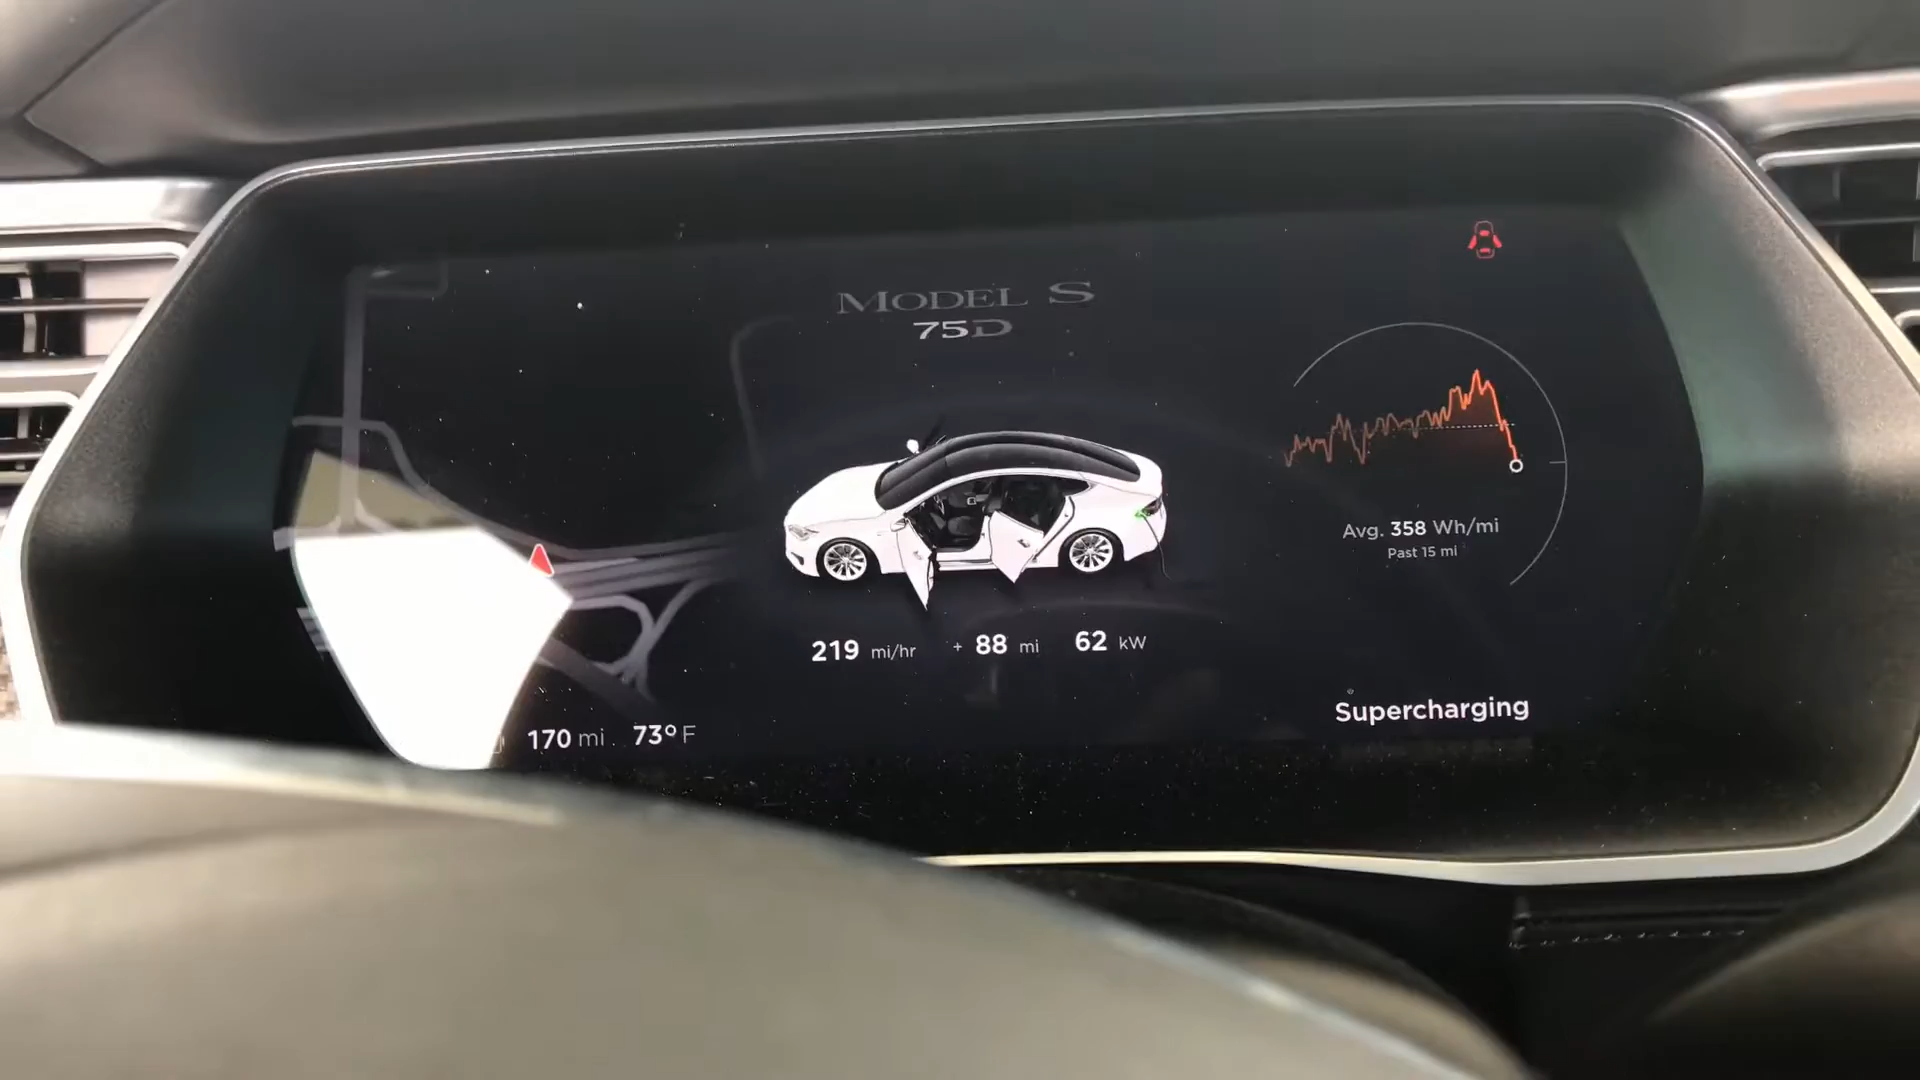 MODEL S
75D
Avg. 358 Wh/mi
Past 15 mi
219 mi/hr + 88 mi 62 kW
Supercharging
170 mi 73° F